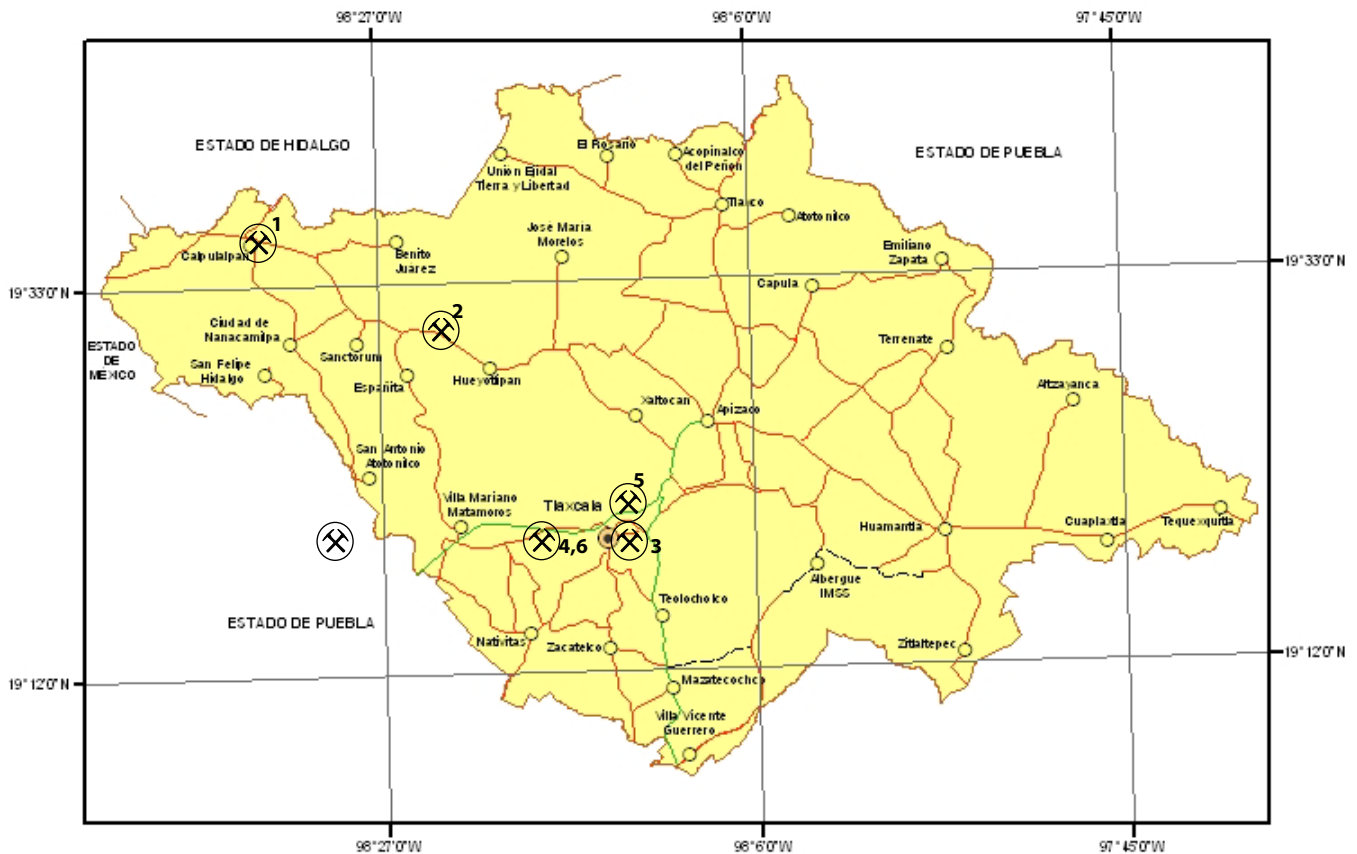 98°27'0"W
98°6'0"W
97°45'0"W
ESTADO DE HIDALGO
ESTADO DE PUEBLA
El Rosario
Acopinalco
del Peñon
Union Ejidal
Tierra y Libertad
Tlaxco
Atotonilco
1
José Maria
Morelos
Calpulalpan
Benito
Juarez
Emiliano
Zapata
19°33'0"N
19°33'0"N
Capula
2
Ciudad de
Nanacamilpa
ESTADO
DE
MEXICO
Sanctorum
San Felipe
Hidalgo
Españita
Hueyotlipan
Terrenate
Altzayanca
Xaltocan
Apizaco
San Antonio
Atotonilco
5
Villa Mariano
Matamoros
Tlaxcala
4,6
3
Huamantla
Cuapiaxtla
Tequexquitla
Albergue
IMSS
Teolocholco
ESTADO DE PUEBLA
Nativitas
Zacatelco
Zitlaltepec
19°12'0"N
19°12'0"N
Mazatecochco
Villa Vicente
Guerrero
98°27'0"W
98°6'0"W
97°45'0"W